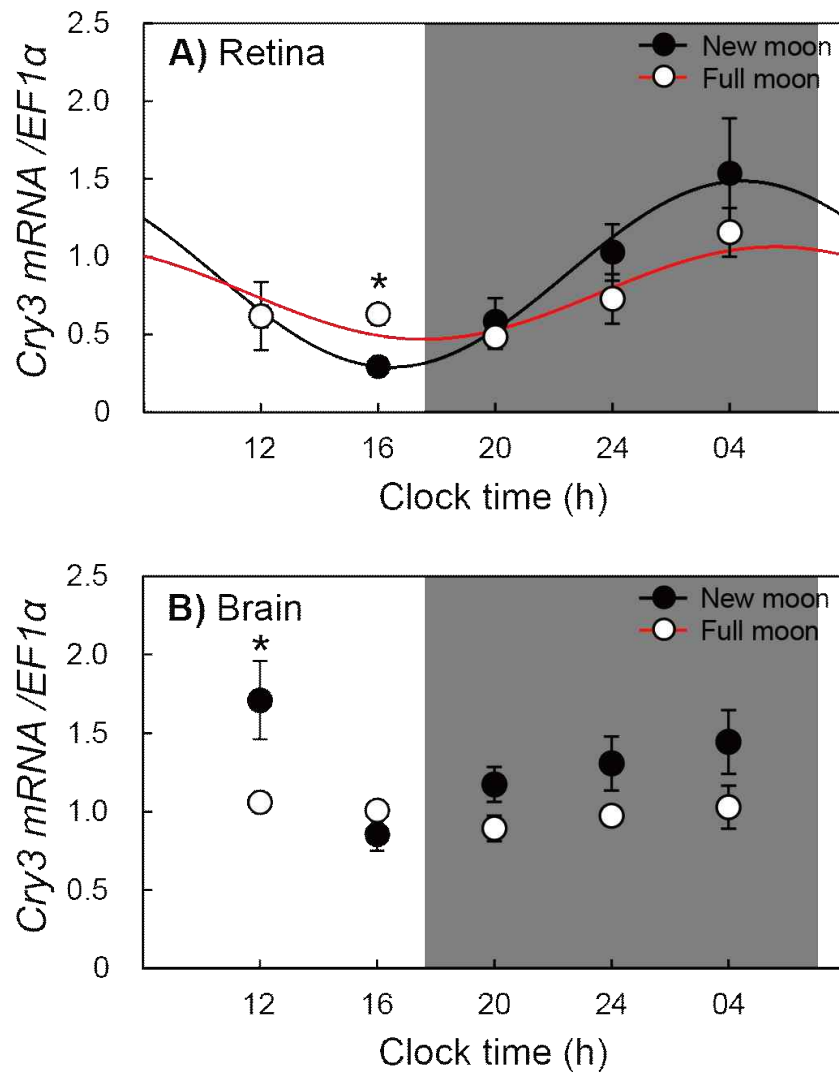 A) Retina
New moon
Full moon
2.5
2.0
1.5
1.0
0.5
0
Cry3 mRNA /EF1α
*
12 16 20 24 04
Clock time (h)
B) Brain
New moon
Full moon
2.5
2.0
1.5
1.0
0.5
0
Cry3 mRNA /EF1α
*
12 16 20 24 04
Clock time (h)